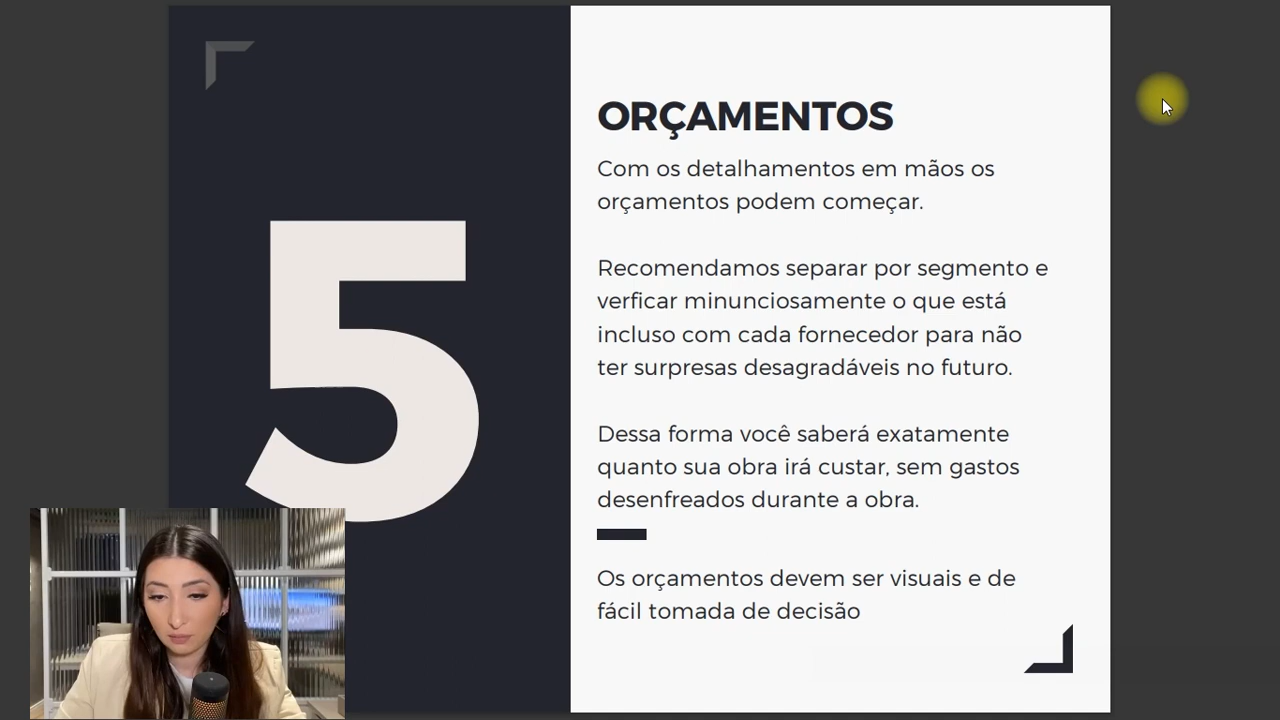 5
ORÇAMENTOS
Com os detalhamentos em mãos os
orçamentos podem começar.
Recomendamos separar por segmento e
verficar minunciosamente o que está
incluso com cada fornecedor para não
ter surpresas desagradáveis no futuro.
Dessa forma você saberá exatamente
quanto sua obra irá custar, sem gastos
desenfreados durante a obra.
Os orçamentos devem ser visuais e de
fácil tomada de decisão